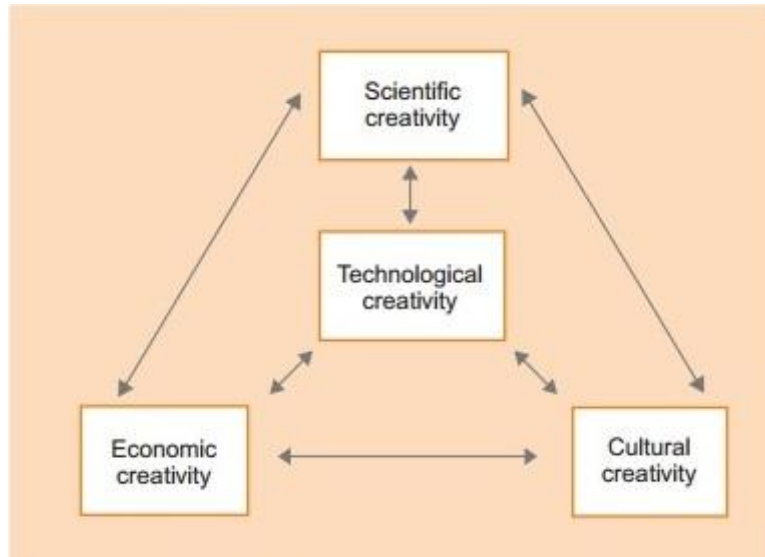 Scientific
creativity
Technological
creativity
Economic
creativity
Cultural
creativity